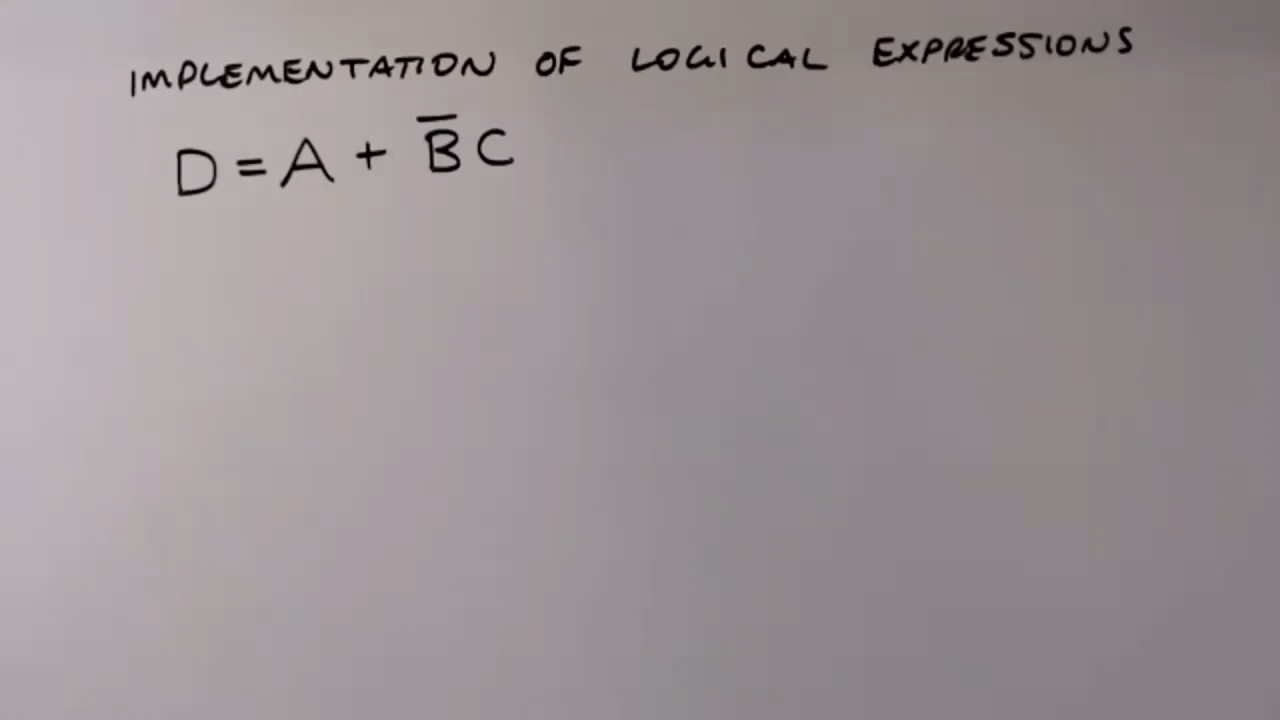 IMPLEMENTATION OF LOGICAL EXPRESSIONS
D = A + B̅ C